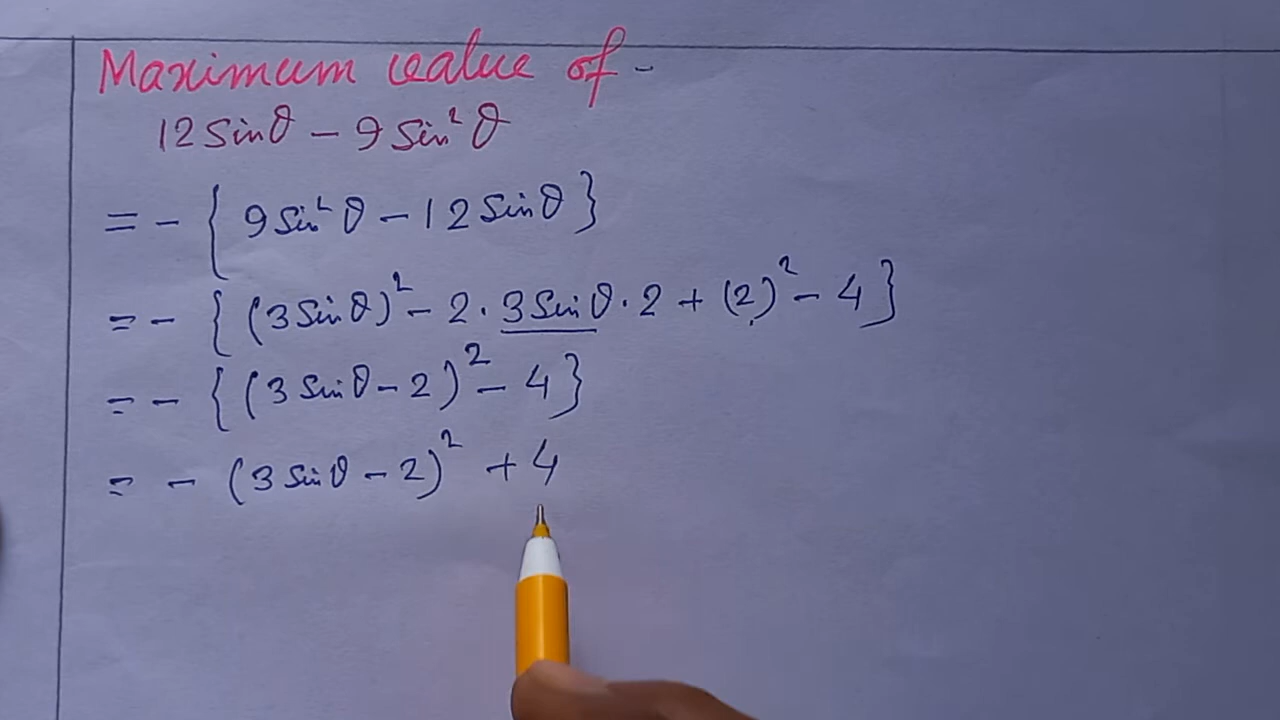 Maximum value of -
12 Sinθ - 9 Sin²θ
= - { 9 Sin²θ - 12 Sinθ }
= - { (3 Sinθ)² - 2 · 3 Sinθ · 2 + (2)² - 4 }
= - { (3 Sinθ - 2)² - 4 }
= - (3 Sinθ - 2)² + 4